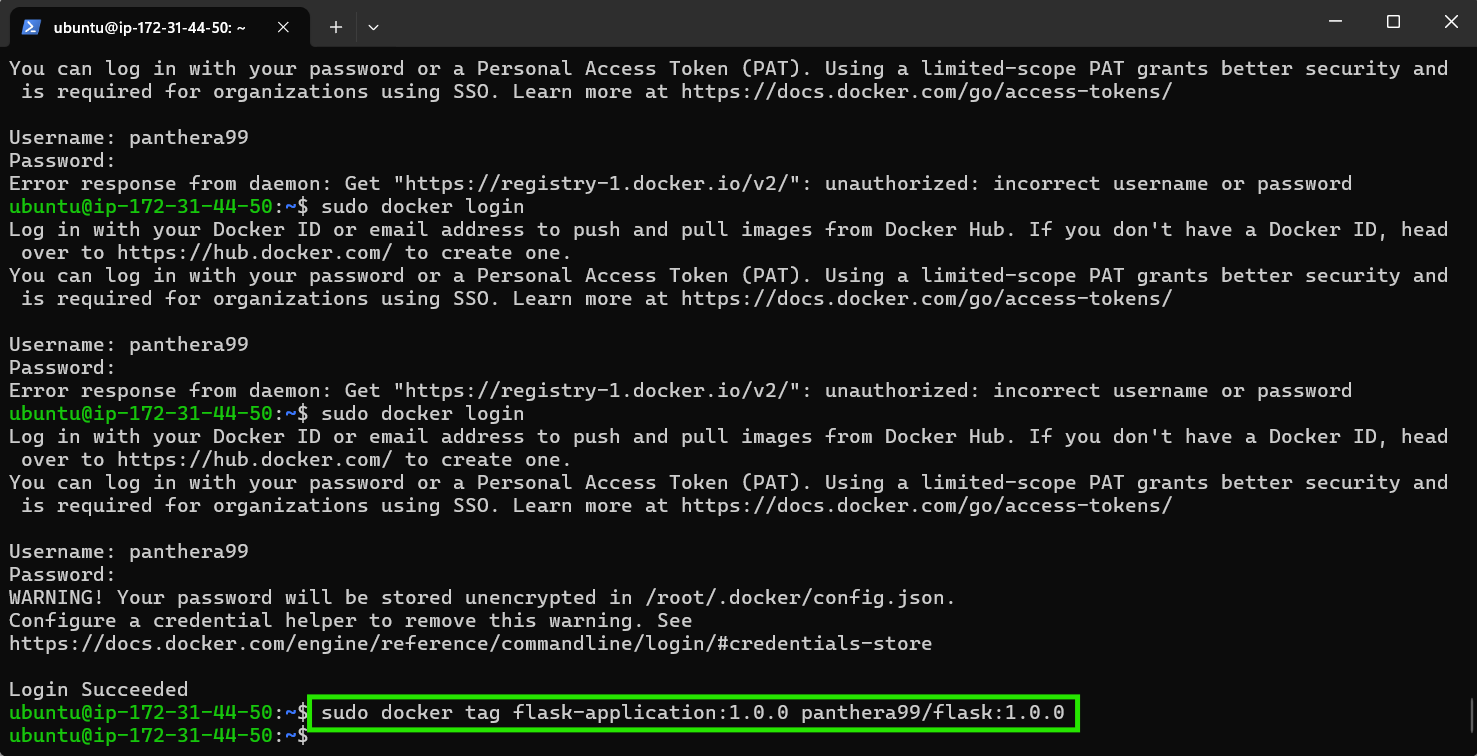 ubuntu@ip-172-31-44-50: ~
You can log in with your password or a Personal Access Token (PAT). Using a limited-scope PAT grants better security and
is required for organizations using SSO. Learn more at https://docs.docker.com/go/access-tokens/
Username: panthera99
Password:
Error response from daemon: Get "https://registry-1.docker.io/v2/": unauthorized: incorrect username or password
ubuntu@ip-172-31-44-50:~$ sudo docker login
Log in with your Docker ID or email address to push and pull images from Docker Hub. If you don't have a Docker ID, head
over to https://hub.docker.com/ to create one.
You can log in with your password or a Personal Access Token (PAT). Using a limited-scope PAT grants better security and
is required for organizations using SSO. Learn more at https://docs.docker.com/go/access-tokens/
Username: panthera99
Password:
Error response from daemon: Get "https://registry-1.docker.io/v2/": unauthorized: incorrect username or password
ubuntu@ip-172-31-44-50:~$ sudo docker login
Log in with your Docker ID or email address to push and pull images from Docker Hub. If you don't have a Docker ID, head
over to https://hub.docker.com/ to create one.
You can log in with your password or a Personal Access Token (PAT). Using a limited-scope PAT grants better security and
is required for organizations using SSO. Learn more at https://docs.docker.com/go/access-tokens/
Username: panthera99
Password:
WARNING! Your password will be stored unencrypted in /root/.docker/config.json.
Configure a credential helper to remove this warning. See
https://docs.docker.com/engine/reference/commandline/login/#credentials-store
Login Succeeded
ubuntu@ip-172-31-44-50:~$ sudo docker tag flask-application:1.0.0 panthera99/flask:1.0.0
ubuntu@ip-172-31-44-50:~$